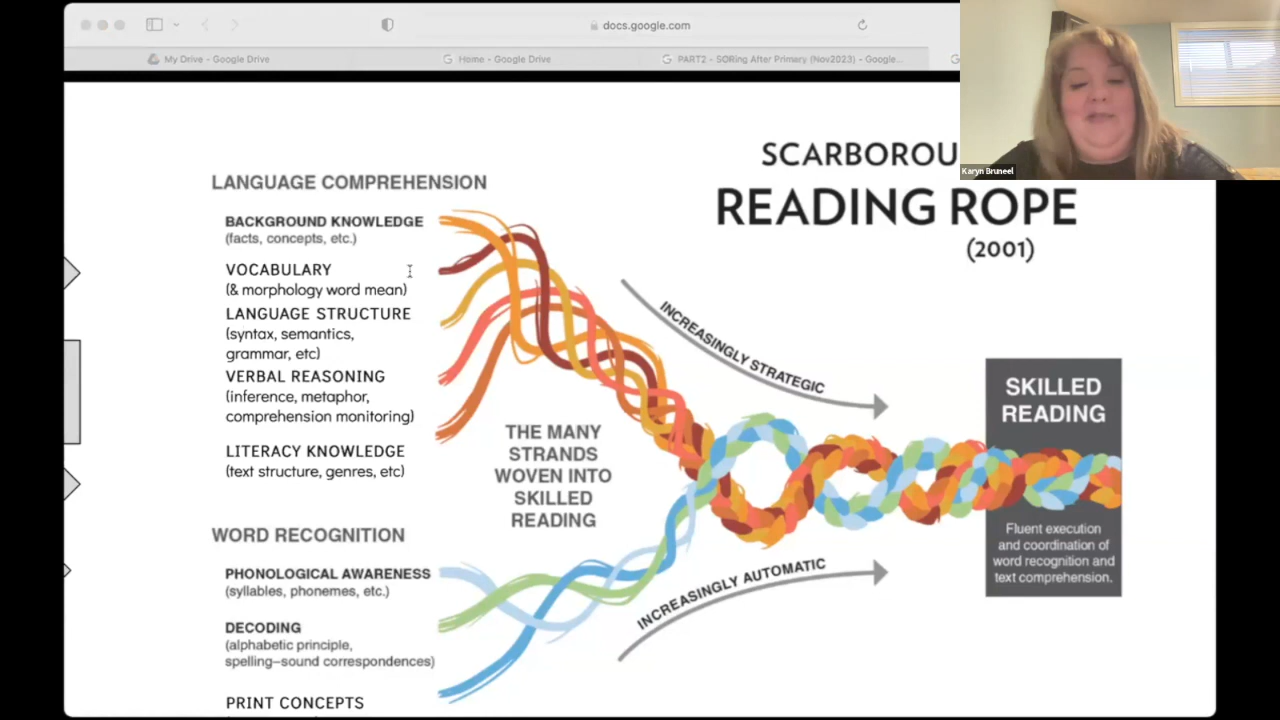 docs.google.com
My Drive - Google Drive
Home - Google Drive
PART2 - SORing After Primary (Nov2023) - Google...
Karyn Bruneel
SCARBOROU
READING ROPE
(2001)
LANGUAGE COMPREHENSION
BACKGROUND KNOWLEDGE
(facts, concepts, etc.)
VOCABULARY
(& morphology word mean)
LANGUAGE STRUCTURE
(syntax, semantics,
grammar, etc)
VERBAL REASONING
(inference, metaphor,
comprehension monitoring)
LITERACY KNOWLEDGE
(text structure, genres, etc)
WORD RECOGNITION
PHONOLOGICAL AWARENESS
(syllables, phonemes, etc.)
DECODING
(alphabetic principle,
spelling–sound correspondences)
PRINT CONCEPTS
THE MANY
STRANDS
WOVEN INTO
SKILLED
READING
INCREASINGLY STRATEGIC
INCREASINGLY AUTOMATIC
SKILLED
READING
Fluent execution
and coordination of
word recognition and
text comprehension.